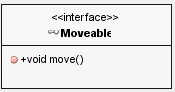 <<interface>>
Moveable
+void move()